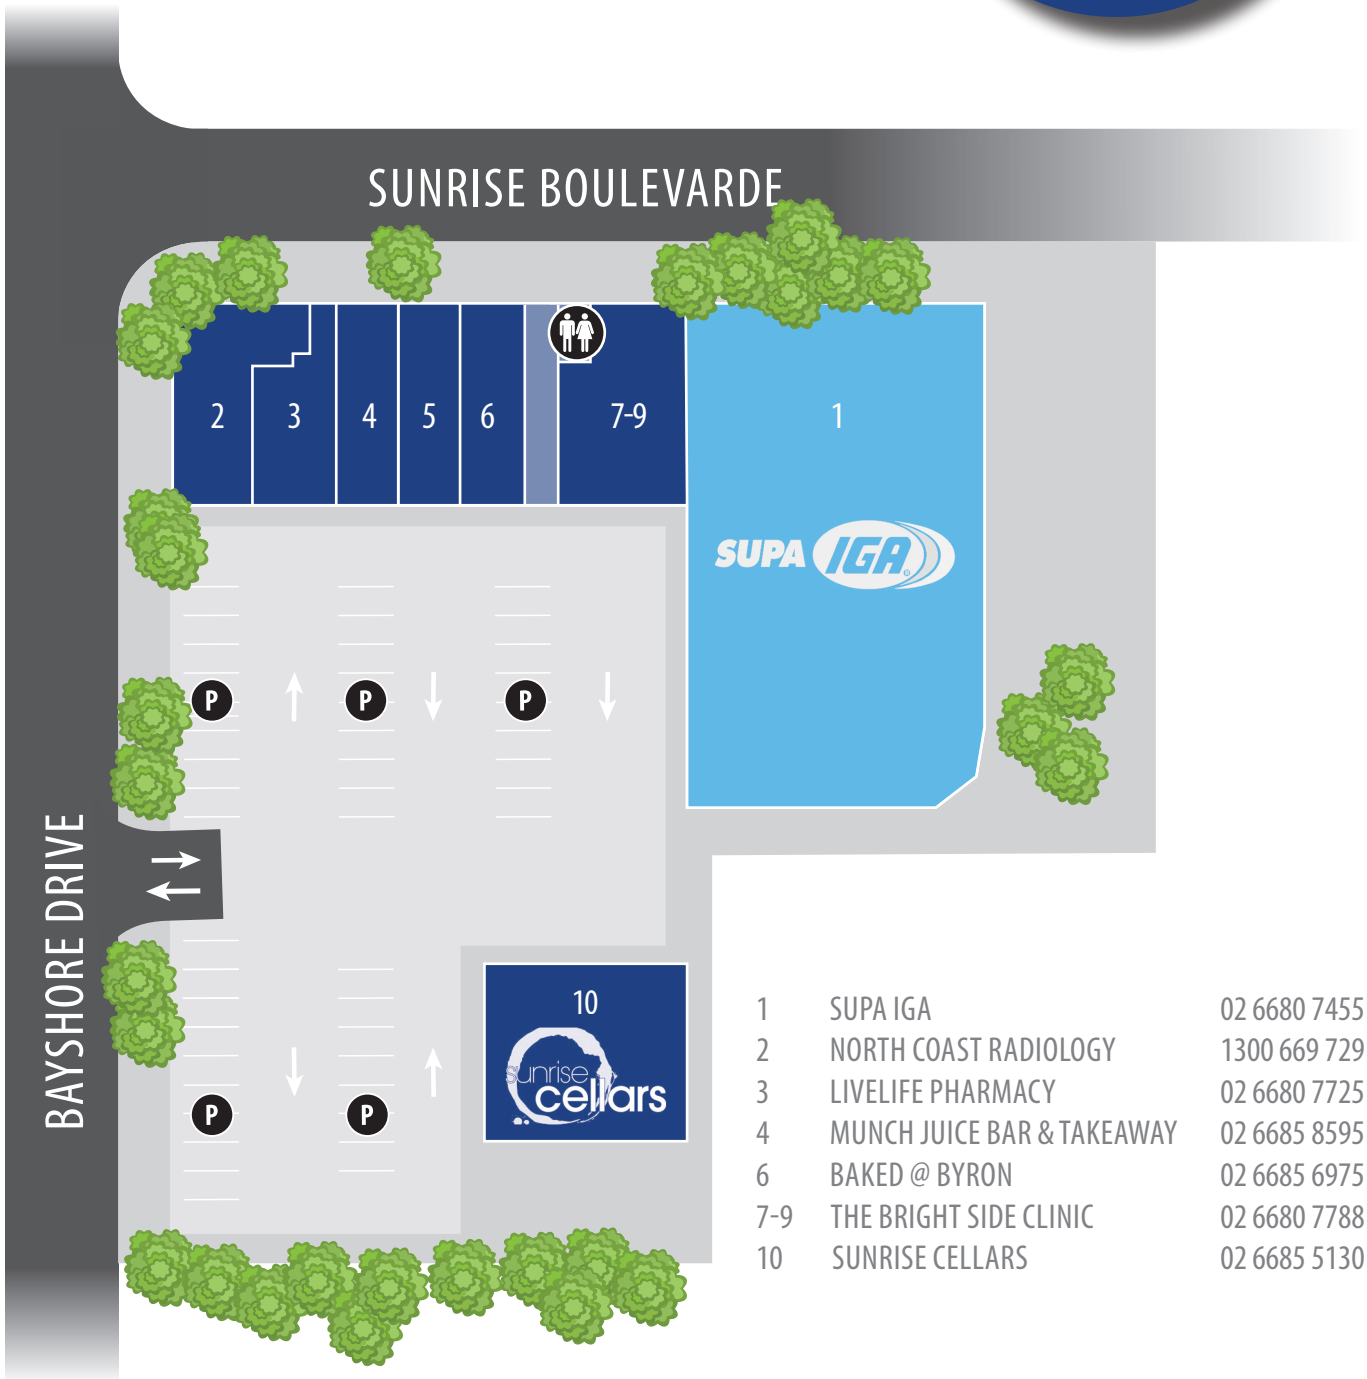 SUNRISE BOULEVARDE
2
3
4
5
6
7-9
1
SUPA IGA®
P
P
P
BAYSHORE DRIVE
10
sunrise
cellars
P
P
1 SUPA IGA 02 6680 7455
2 NORTH COAST RADIOLOGY 1300 669 729
3 LIVELIFE PHARMACY 02 6680 7725
4 MUNCH JUICE BAR & TAKEAWAY 02 6685 8595
6 BAKED @ BYRON 02 6685 6975
7-9 THE BRIGHT SIDE CLINIC 02 6680 7788
10 SUNRISE CELLARS 02 6685 5130